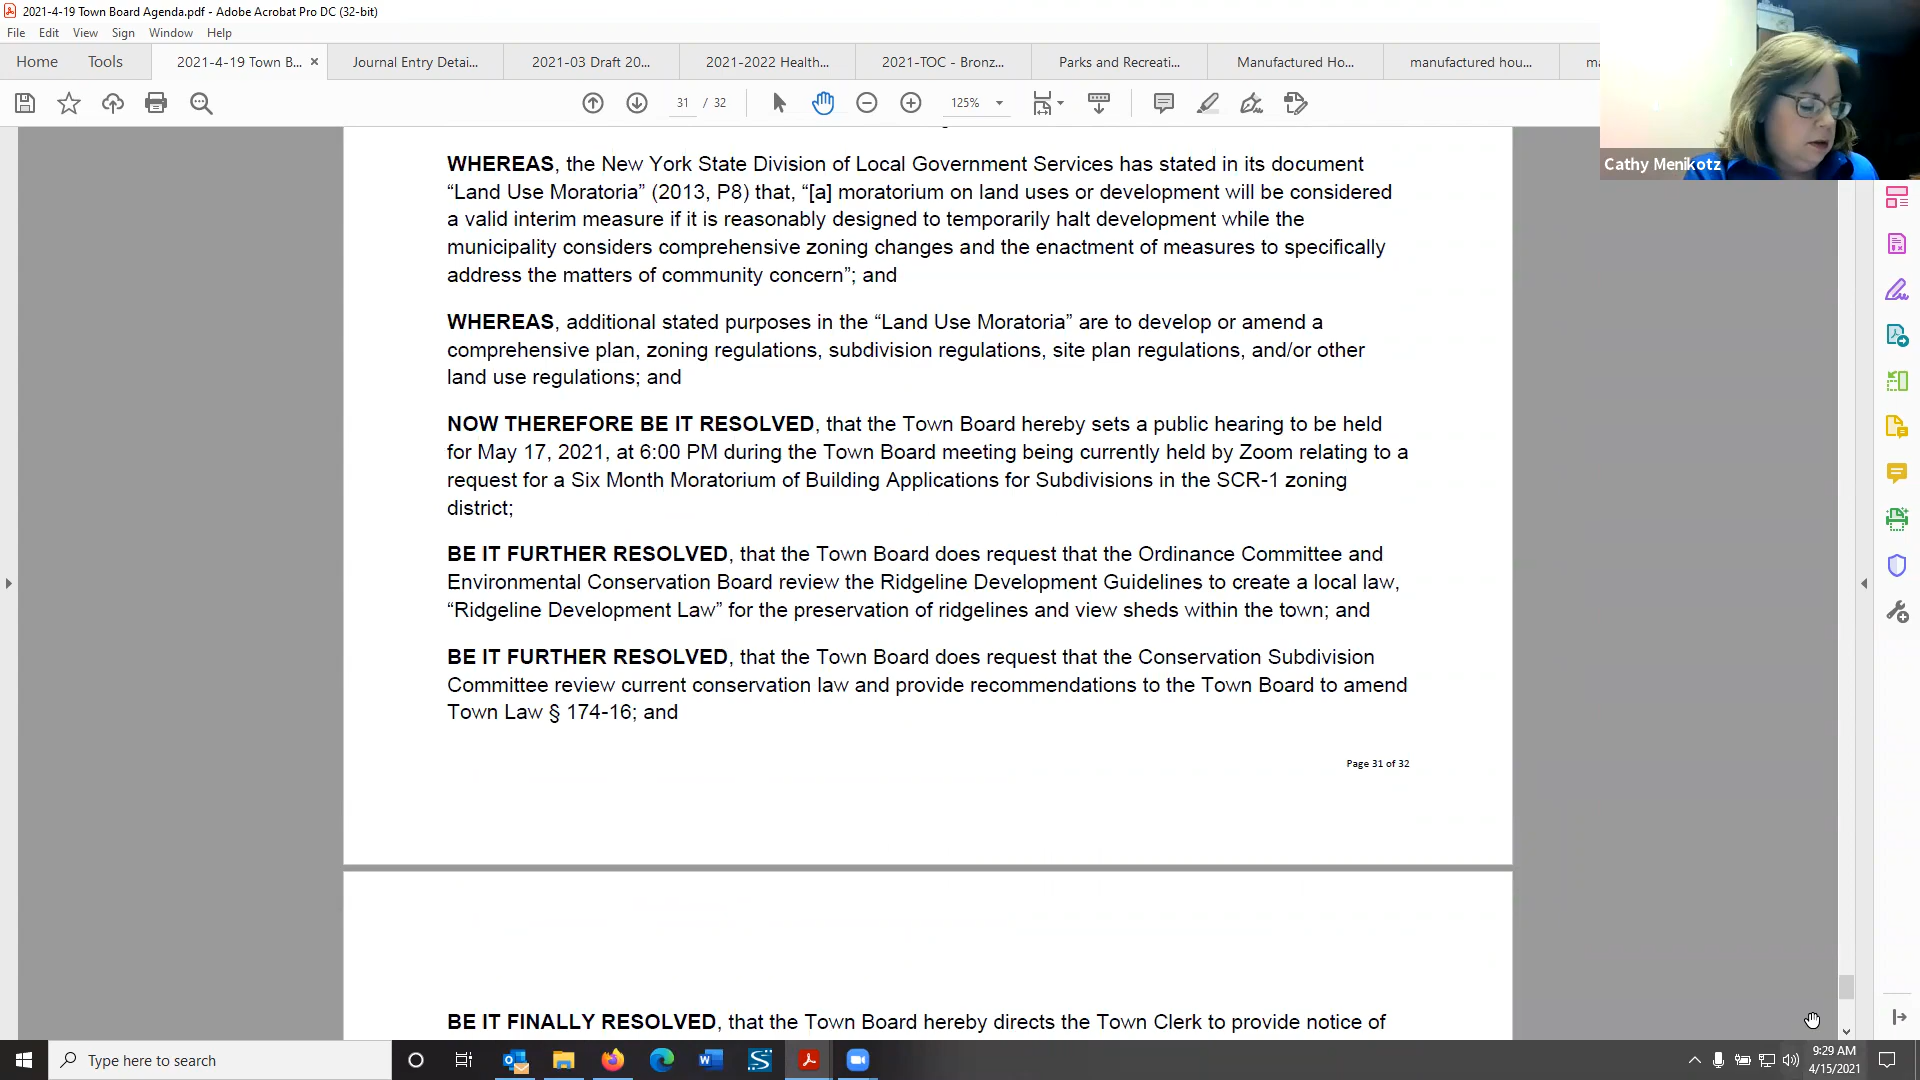 2021-4-19 Town Board Agenda.pdf - Adobe Acrobat Pro DC (32-bit)
File Edit View Sign Window Help
Home Tools 2021-4-19 Town B... × Journal Entry Detai... 2021-03 Draft 20... 2021-2022 Health... 2021-TOC - Bronz... Parks and Recreati... Manufactured Ho... manufactured hou... ma
31 / 32 125%
Cathy Menikotz
WHEREAS, the New York State Division of Local Government Services has stated in its document
“Land Use Moratoria” (2013, P8) that, “[a] moratorium on land uses or development will be considered
a valid interim measure if it is reasonably designed to temporarily halt development while the
municipality considers comprehensive zoning changes and the enactment of measures to specifically
address the matters of community concern”; and
WHEREAS, additional stated purposes in the “Land Use Moratoria” are to develop or amend a
comprehensive plan, zoning regulations, subdivision regulations, site plan regulations, and/or other
land use regulations; and
NOW THEREFORE BE IT RESOLVED, that the Town Board hereby sets a public hearing to be held
for May 17, 2021, at 6:00 PM during the Town Board meeting being currently held by Zoom relating to a
request for a Six Month Moratorium of Building Applications for Subdivisions in the SCR-1 zoning
district;
BE IT FURTHER RESOLVED, that the Town Board does request that the Ordinance Committee and
Environmental Conservation Board review the Ridgeline Development Guidelines to create a local law,
“Ridgeline Development Law” for the preservation of ridgelines and view sheds within the town; and
BE IT FURTHER RESOLVED, that the Town Board does request that the Conservation Subdivision
Committee review current conservation law and provide recommendations to the Town Board to amend
Town Law § 174-16; and
Page 31 of 32
BE IT FINALLY RESOLVED, that the Town Board hereby directs the Town Clerk to provide notice of
Type here to search
9:29 AM
4/15/2021